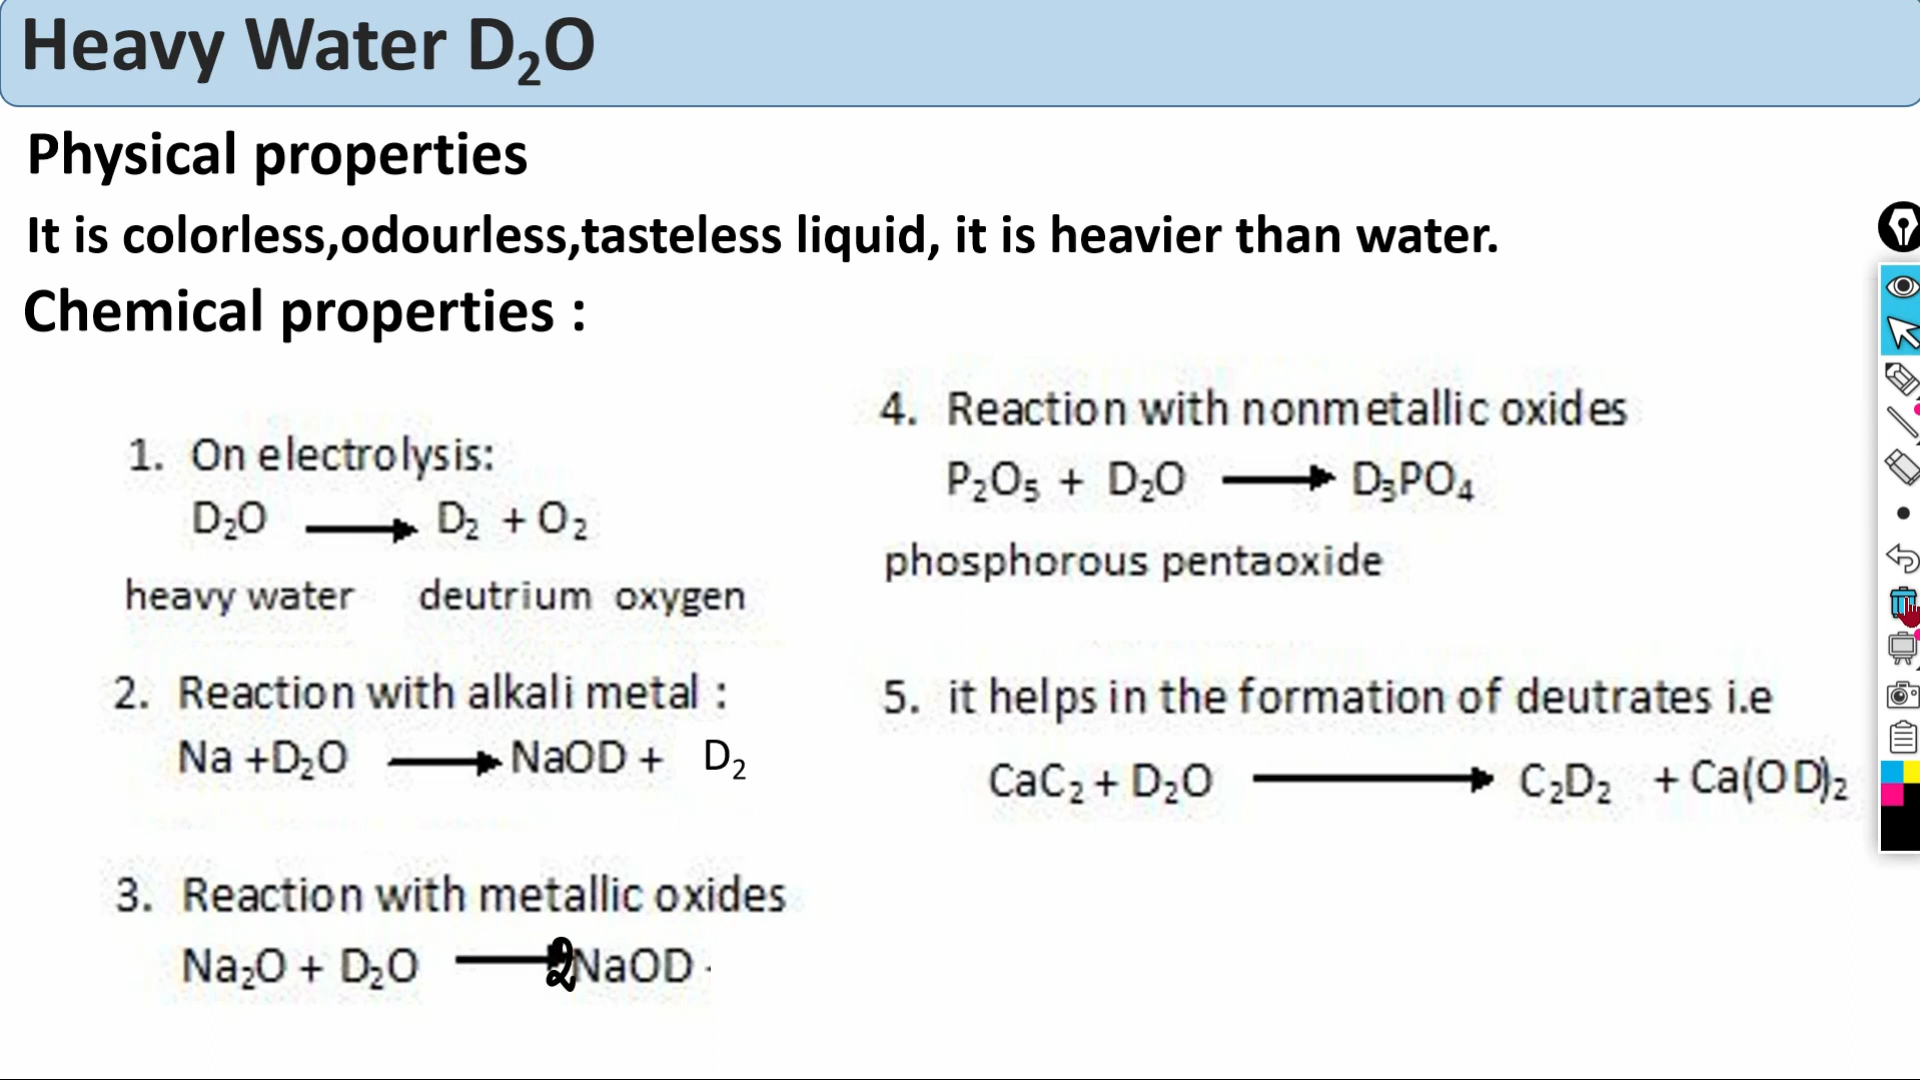 Heavy Water D₂O
Physical properties
It is colorless,odourless,tasteless liquid, it is heavier than water.
Chemical properties :
1. On electrolysis:
D₂O ⟶ D₂ + O₂
heavy water deutrium oxygen
2. Reaction with alkali metal :
Na +D₂O ⟶ NaOD + D₂
3. Reaction with metallic oxides
Na₂O + D₂O ⟶ 2NaOD
4. Reaction with nonmetallic oxides
P₂O₅ + D₂O ⟶ D₃PO₄
phosphorous pentaoxide
5. it helps in the formation of deutrates i.e
CaC₂ + D₂O ⟶ C₂D₂ + Ca(OD)₂